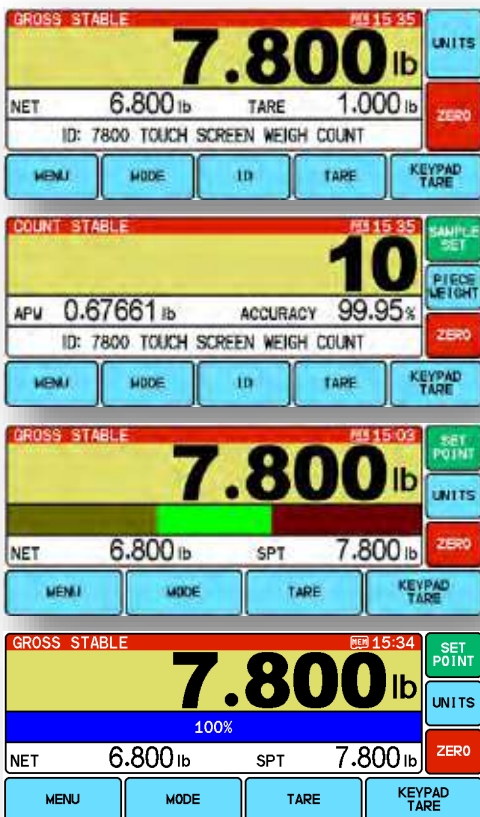 GROSS STABLE MEM 15:35
7.800 lb
UNITS
NET 6.800 lb TARE 1.000 lb
ZERO
ID: 7800 TOUCH SCREEN WEIGH COUNT
MENU MODE ID TARE KEYPAD
TARE
COUNT STABLE MEM 15:35
SAMPLE
SET
10
PIECE
WEIGHT
APW 0.67661 lb ACCURACY 99.95%
ZERO
ID: 7800 TOUCH SCREEN WEIGH COUNT
MENU MODE ID TARE KEYPAD
TARE
GROSS STABLE MEM 15:03
SET
POINT
7.800 lb
UNITS
NET 6.800 lb SPT 7.800 lb
ZERO
MENU MODE TARE KEYPAD
TARE
GROSS STABLE MEM 15:34
SET
POINT
7.800 lb
UNITS
100%
NET 6.800 lb SPT 7.800 lb
ZERO
MENU MODE TARE KEYPAD
TARE